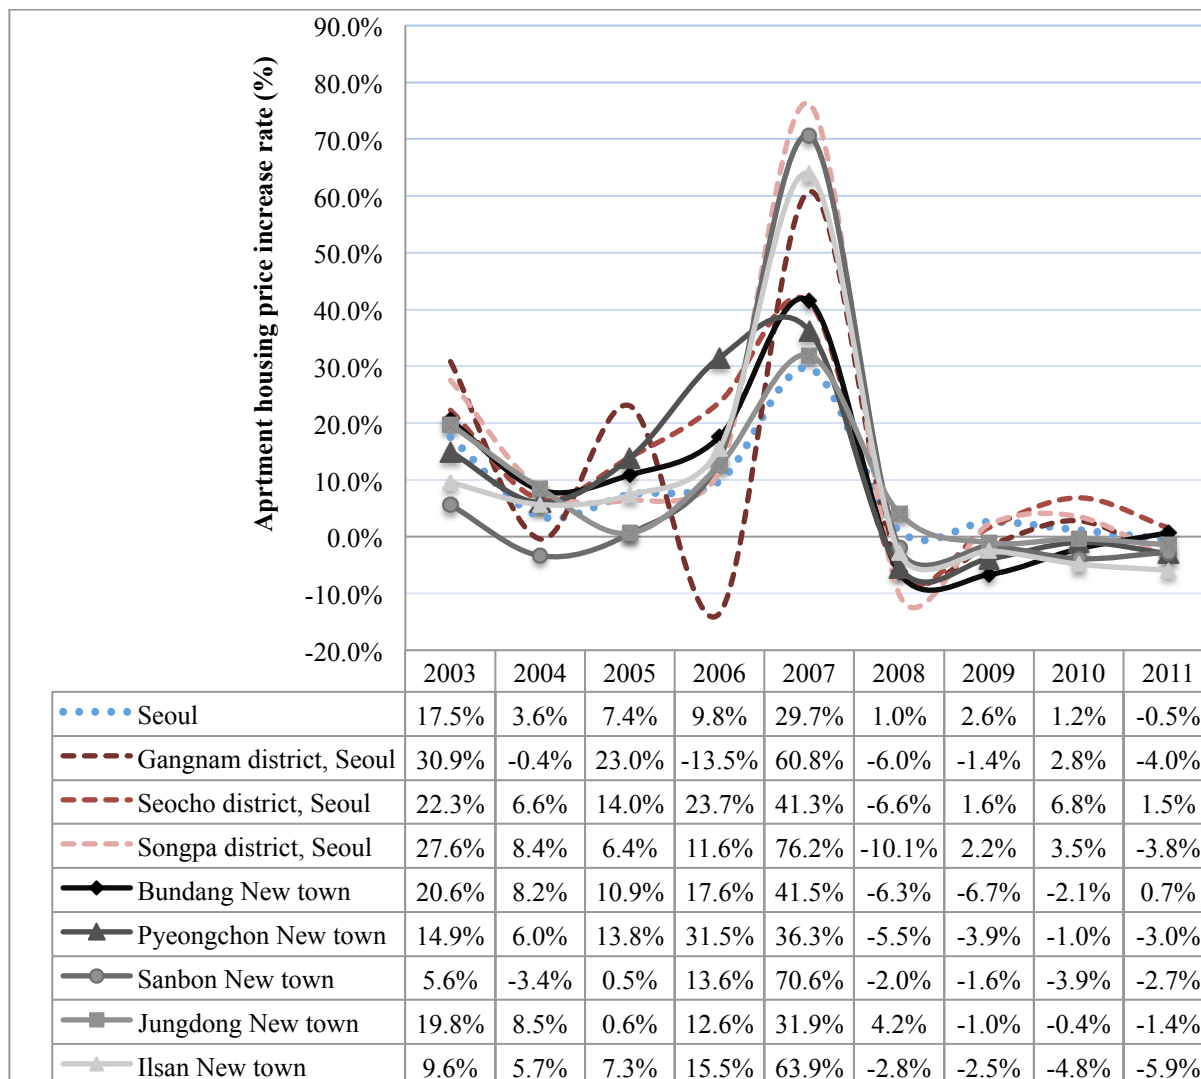 Aprtment housing price increase rate (%)
90.0%
80.0%
70.0%
60.0%
50.0%
40.0%
30.0%
20.0%
10.0%
0.0%
-10.0%
-20.0%
2003 2004 2005 2006 2007 2008 2009 2010 2011
Seoul 17.5% 3.6% 7.4% 9.8% 29.7% 1.0% 2.6% 1.2% -0.5%
Gangnam district, Seoul 30.9% -0.4% 23.0% -13.5% 60.8% -6.0% -1.4% 2.8% -4.0%
Seocho district, Seoul 22.3% 6.6% 14.0% 23.7% 41.3% -6.6% 1.6% 6.8% 1.5%
Songpa district, Seoul 27.6% 8.4% 6.4% 11.6% 76.2% -10.1% 2.2% 3.5% -3.8%
Bundang New town 20.6% 8.2% 10.9% 17.6% 41.5% -6.3% -6.7% -2.1% 0.7%
Pyeongchon New town 14.9% 6.0% 13.8% 31.5% 36.3% -5.5% -3.9% -1.0% -3.0%
Sanbon New town 5.6% -3.4% 0.5% 13.6% 70.6% -2.0% -1.6% -3.9% -2.7%
Jungdong New town 19.8% 8.5% 0.6% 12.6% 31.9% 4.2% -1.0% -0.4% -1.4%
Ilsan New town 9.6% 5.7% 7.3% 15.5% 63.9% -2.8% -2.5% -4.8% -5.9%